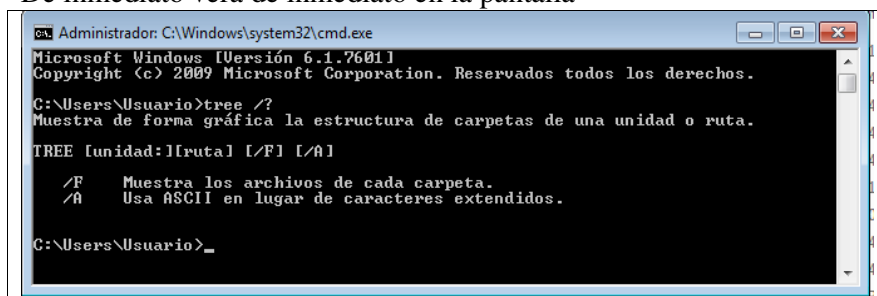 De inmediato verá de inmediato en la pantalla
Administrador: C:\Windows\system32\cmd.exe
Microsoft Windows [Versión 6.1.7601]
Copyright (c) 2009 Microsoft Corporation. Reservados todos los derechos.
C:\Users\Usuario>tree /?
Muestra de forma gráfica la estructura de carpetas de una unidad o ruta.
TREE [unidad:][ruta] [/F] [/A]
/F Muestra los archivos de cada carpeta.
/A Usa ASCII en lugar de caracteres extendidos.
C:\Users\Usuario>_